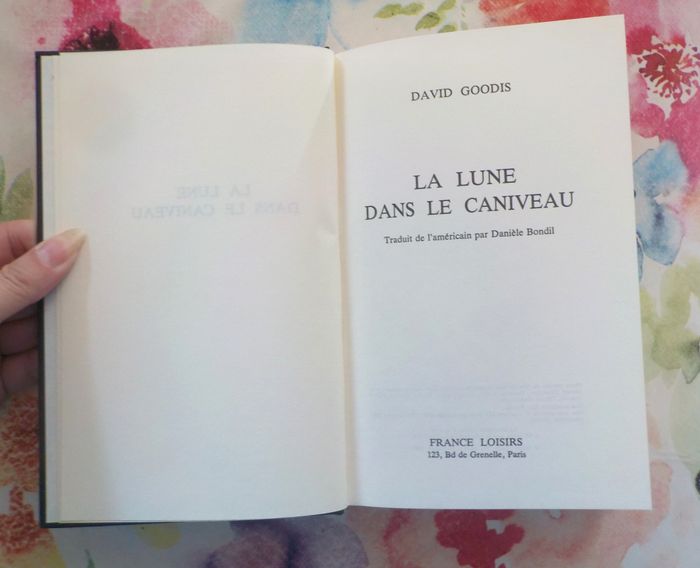 DAVID GOODIS
LA LUNE
DANS LE CANIVEAU
Traduit de l'américain par Danièle Bondil
FRANCE LOISIRS
123, Bd de Grenelle, Paris